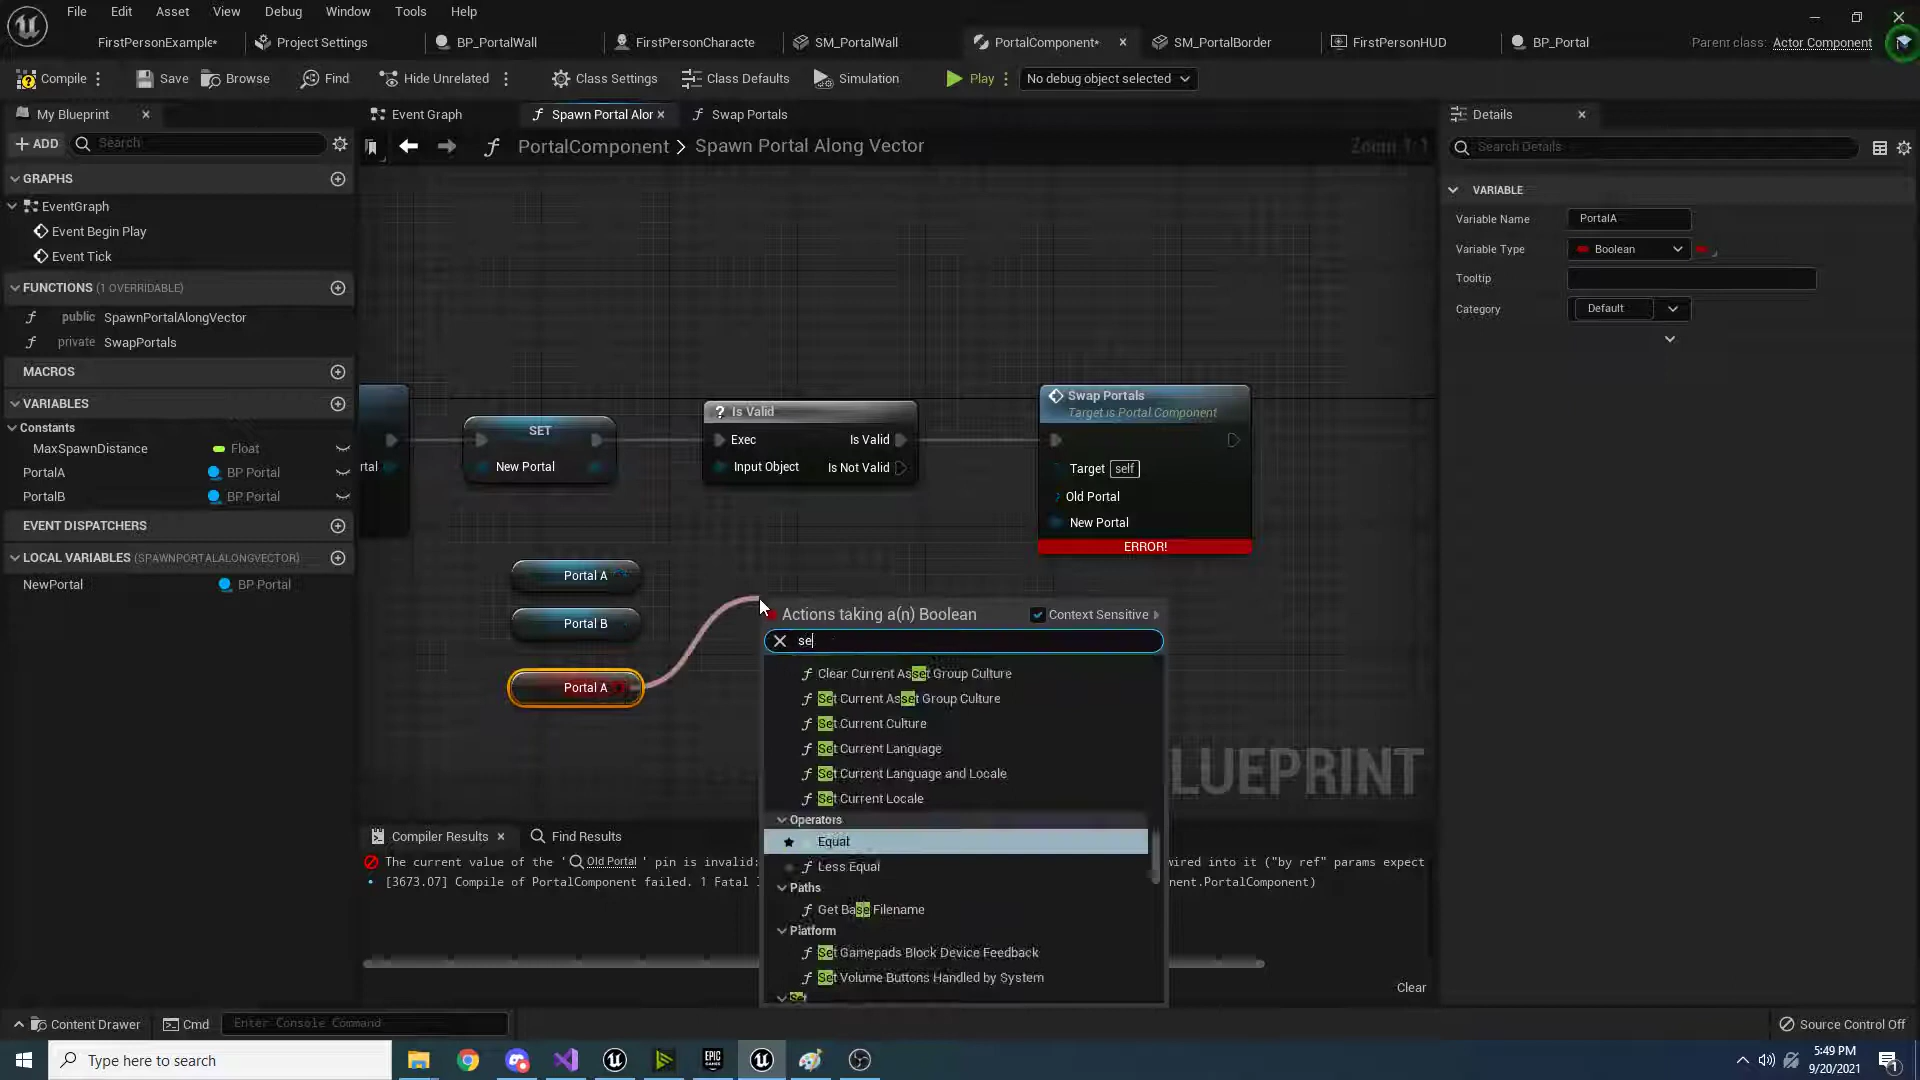 File Edit Asset View Debug Window Tools Help
FirstPersonExample* Project Settings BP_PortalWall FirstPersonCharacte SM_PortalWall PortalComponent* SM_PortalBorder FirstPersonHUD BP_Portal Parent class: Actor Component
Compile Save Browse Find Hide Unrelated Class Settings Class Defaults Simulation Play No debug object selected
My Blueprint
ADD Search
GRAPHS
EventGraph
Event Begin Play
Event Tick
FUNCTIONS (1 OVERRIDABLE)
public SpawnPortalAlongVector
private SwapPortals
MACROS
VARIABLES
Constants
MaxSpawnDistance Float
PortalA BP Portal
PortalB BP Portal
EVENT DISPATCHERS
LOCAL VARIABLES (SPAWNPORTALALONGVECTOR)
NewPortal BP Portal
Event Graph Spawn Portal Alor Swap Portals
PortalComponent > Spawn Portal Along Vector Zoom 1:1
rtal
SET
New Portal
? Is Valid
Exec Is Valid
Input Object Is Not Valid
Swap Portals
Target is Portal Component
Target self
Old Portal
New Portal
ERROR!
Portal A
Portal B
Portal A
Actions taking a(n) Boolean Context Sensitive
se
Clear Current Asset Group Culture
Set Current Asset Group Culture
Set Current Culture
Set Current Language
Set Current Language and Locale
Set Current Locale
Operators
Equal
Less Equal
Paths
Get Base Filename
Platform
Set Gamepads Block Device Feedback
Set Volume Buttons Handled by System
Set
LUEPRINT
Compiler Results Find Results
The current value of the ' Old Portal ' pin is invalid: wired into it ("by ref" params expect
[3673.07] Compile of PortalComponent failed. 1 Fatal nent.PortalComponent)
Clear
Details
Search Details
VARIABLE
Variable Name PortalA
Variable Type Boolean
Tooltip
Category Default
Content Drawer Cmd Enter Console Command Source Control Off
Type here to search EPIC GAMES 5:49 PM
9/20/2021 1